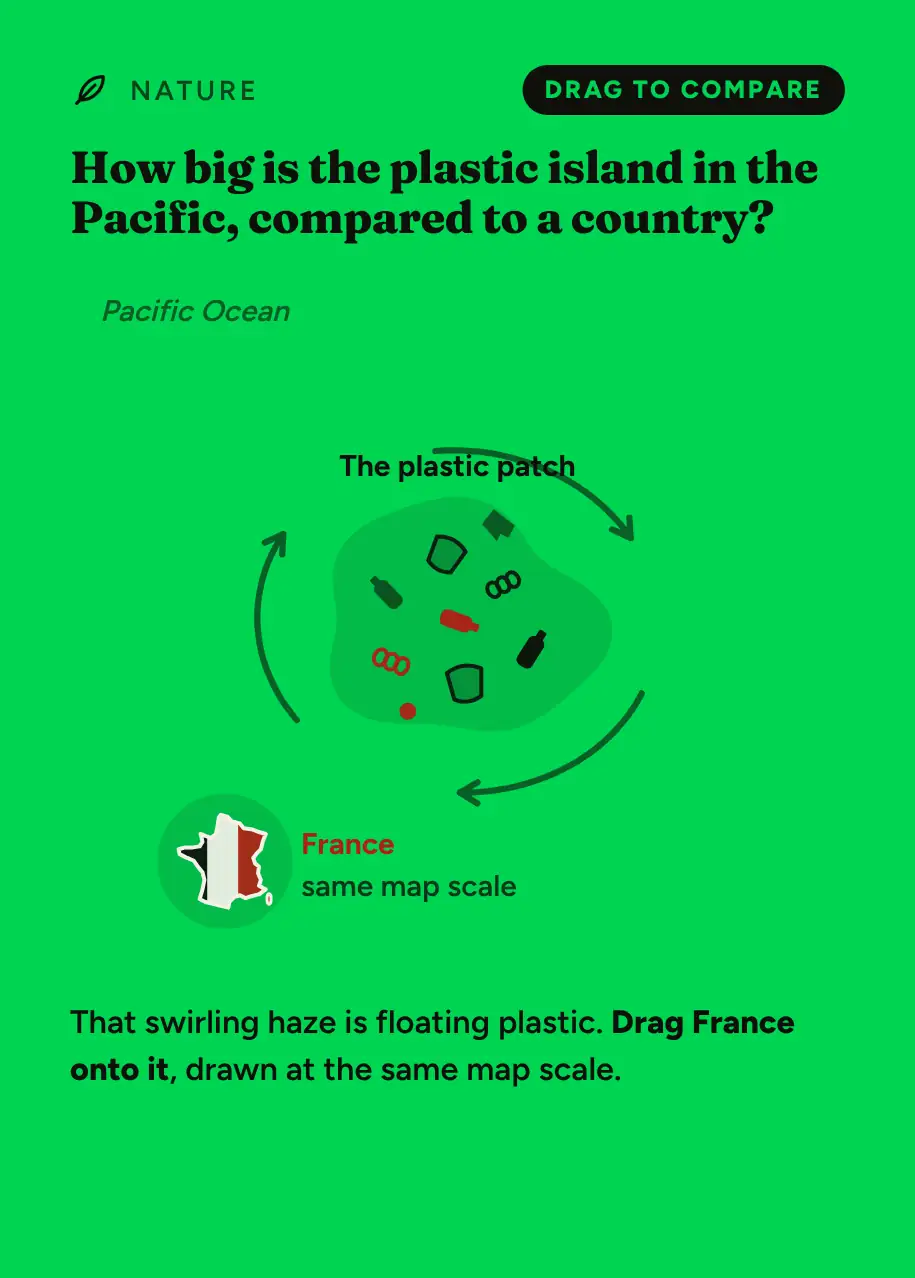 NATURE
DRAG TO COMPARE
How big is the plastic island in the
Pacific, compared to a country?
Pacific Ocean
The plastic patch
France
same map scale
That swirling haze is floating plastic. Drag France
onto it, drawn at the same map scale.